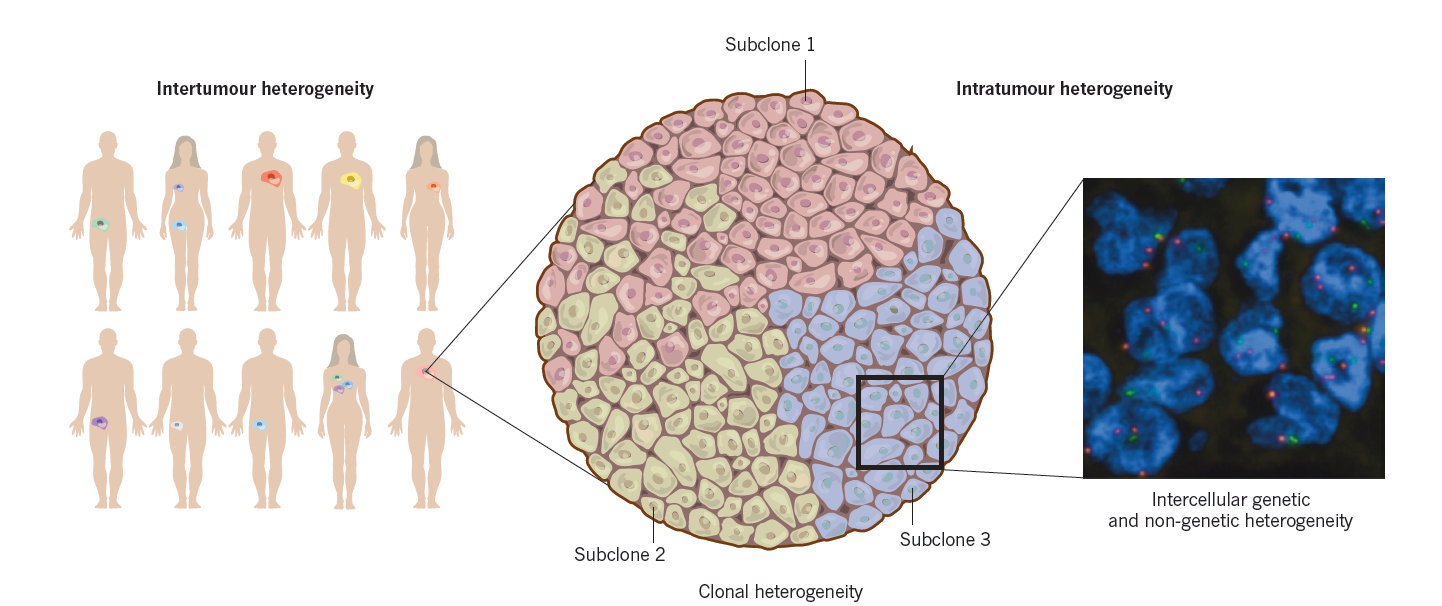 Subclone 1
Intertumour heterogeneity
Intratumour heterogeneity
Intercellular genetic
and non-genetic heterogeneity
Subclone 3
Subclone 2
Clonal heterogeneity